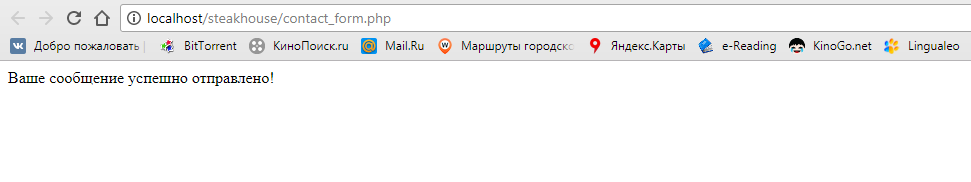 localhost/steakhouse/contact_form.php
Добро пожаловать BitTorrent КиноПоиск.ru Mail.Ru Маршруты городско Яндекс.Карты e-Reading KinoGo.net Lingualeo
Ваше сообщение успешно отправлено!